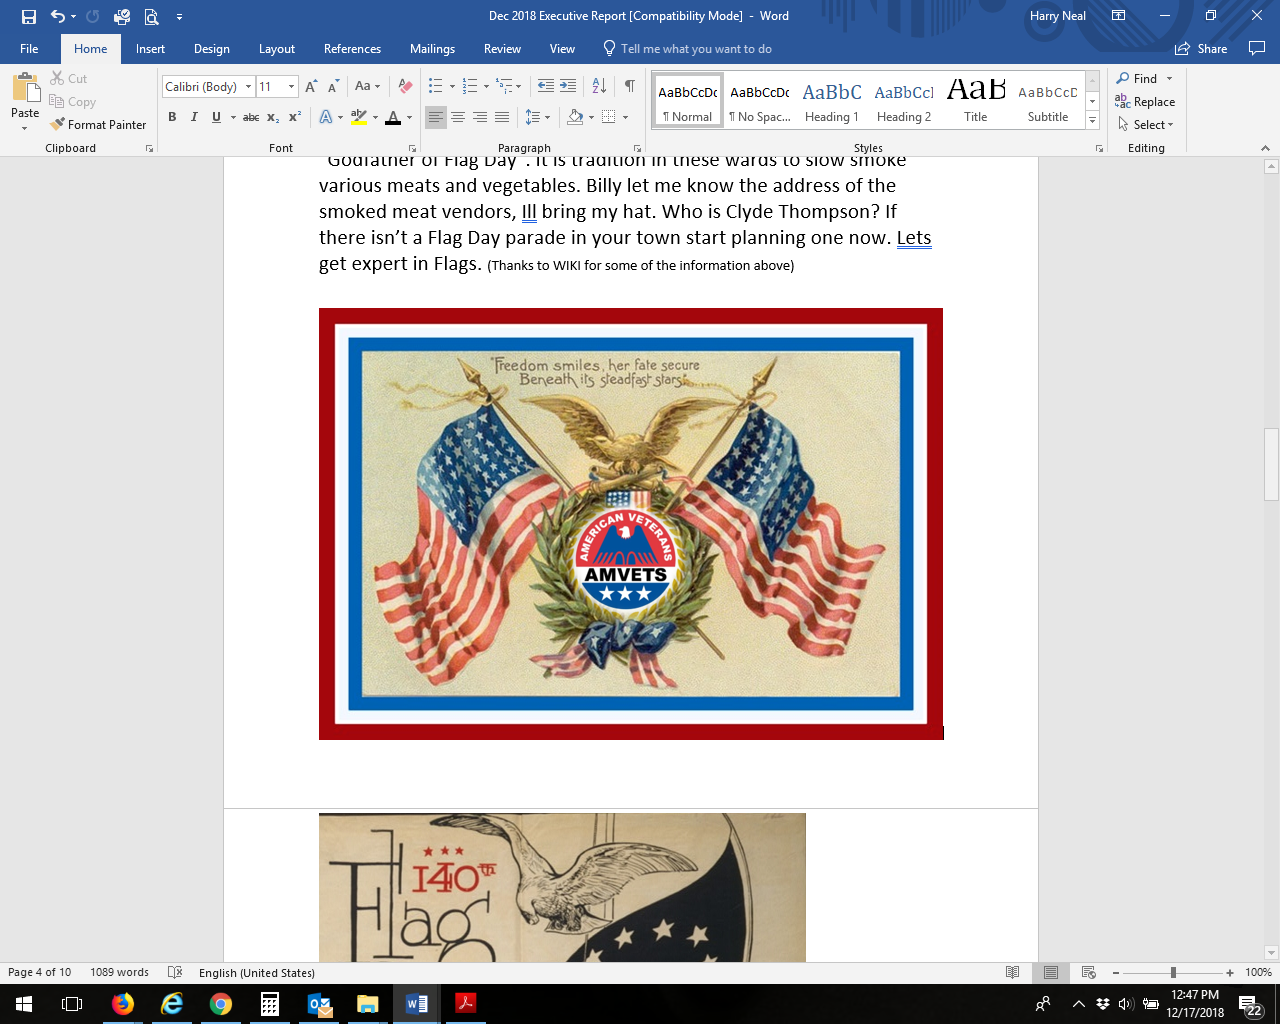 Dec 2018 Executive Report [Compatibility Mode] - Word
Harry Neal
File Home Insert Design Layout References Mailings Review View Tell me what you want to do Share
Paste
Cut
Copy
Format Painter
Clipboard
Calibri (Body) 11
Font
Paragraph
AaBbCcDc AaBbCcDc AaBbC AaBbCcI AaB AaBbCcD
¶ Normal ¶ No Spac... Heading 1 Heading 2 Title Subtitle
Styles
Find
Replace
Select
Editing
"Godfather of Flag Day". It is tradition in these wards to slow smoke
various meats and vegetables. Billy let me know the address of the
smoked meat vendors, Ill bring my hat. Who is Clyde Thompson? If
there isn't a Flag Day parade in your town start planning one now. Lets
get expert in Flags. (Thanks to WIKI for some of the information above)
"Freedom smiles, her fate secure
Beneath its steadfast stars"
AMERICAN VETERANS
AMVETS
140th
Flag
Page 4 of 10 1089 words English (United States) 100%
12:47 PM
12/17/2018
22